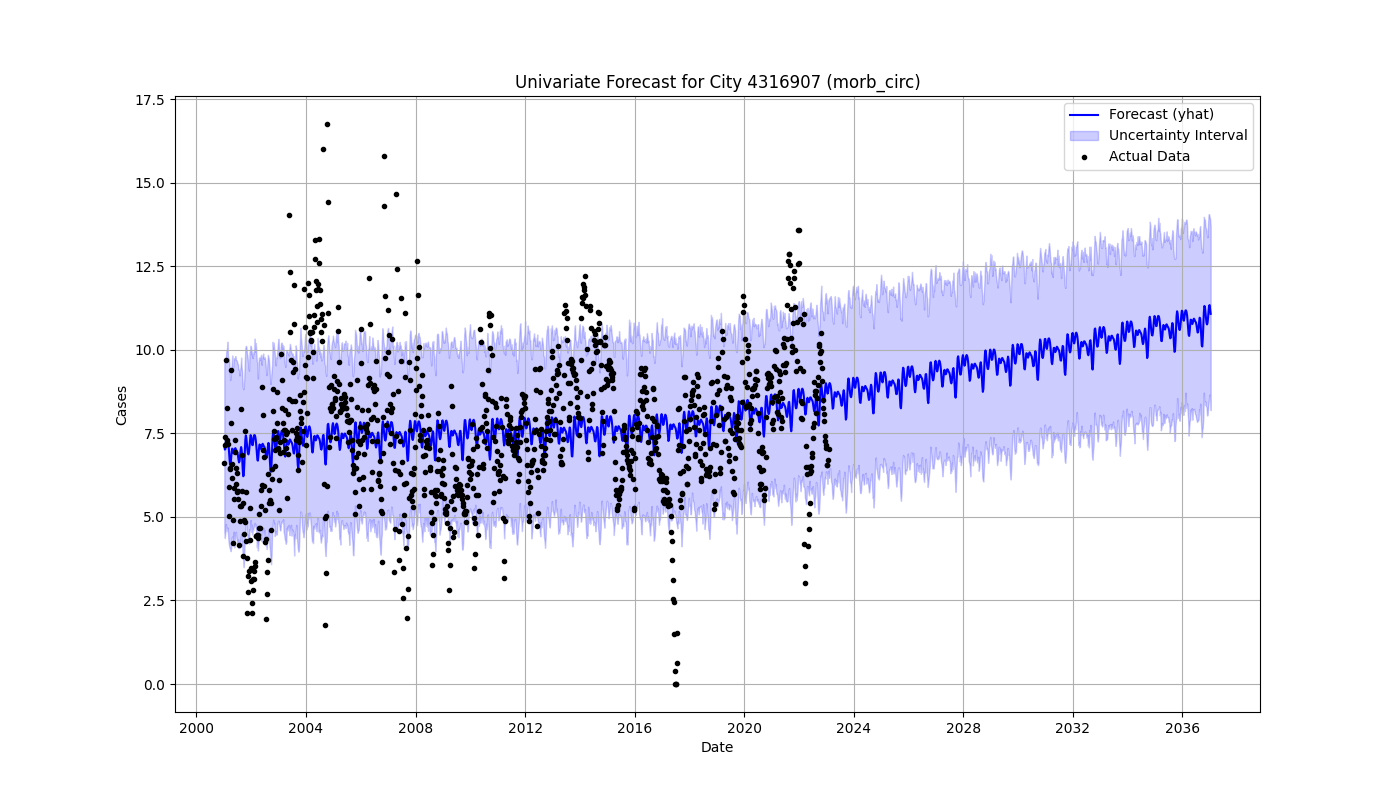 Univariate Forecast for City 4316907 (morb_circ)
17.5
15.0
12.5
10.0
7.5
5.0
2.5
0.0
Cases
Forecast (yhat)
Uncertainty Interval
Actual Data
2000 2004 2008 2012 2016 2020 2024 2028 2032 2036
Date